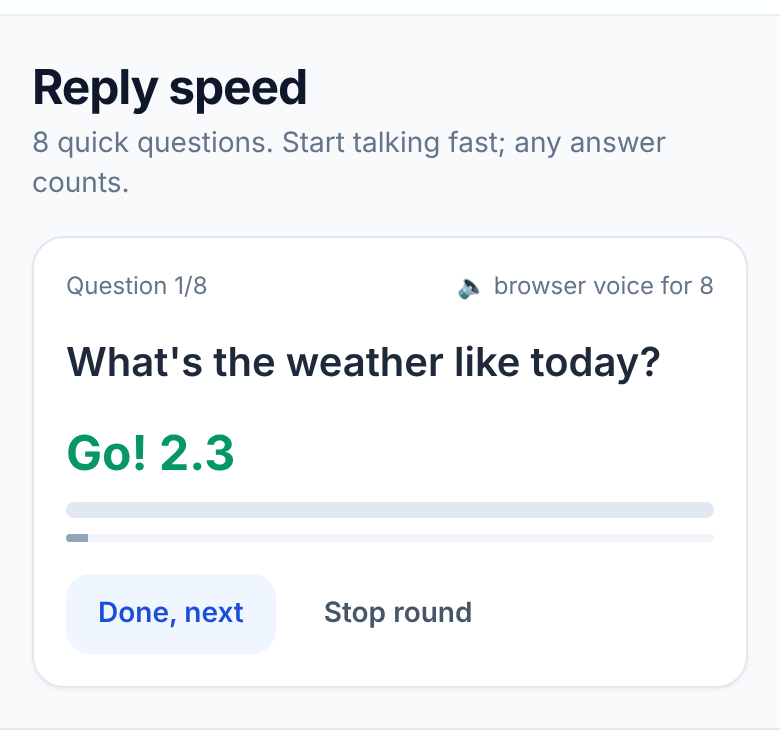 Reply speed
8 quick questions. Start talking fast; any answer
counts.
Question 1/8
🔈 browser voice for 8
What's the weather like today?
Go! 2.3
Done, next
Stop round